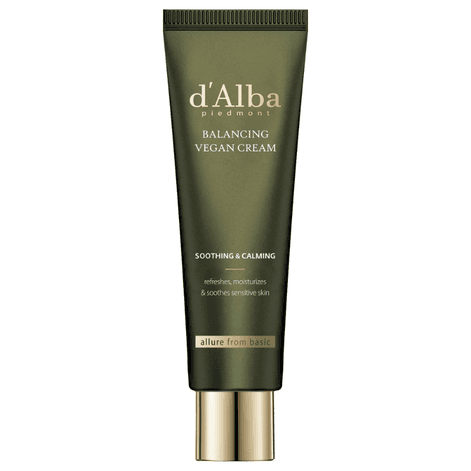 d'Alba
piedmont
BALANCING
VEGAN CREAM
SOOTHING & CALMING
refreshes, moisturizes
& soothes sensitive skin
allure from basic